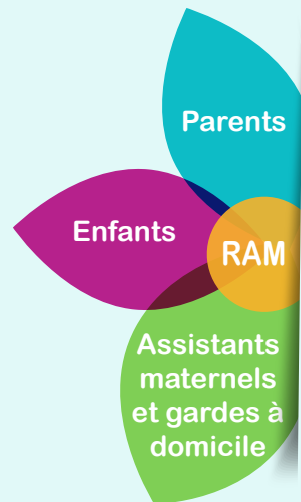 Parents
Enfants
RAM
Assistants
maternels
et gardes à
domicile